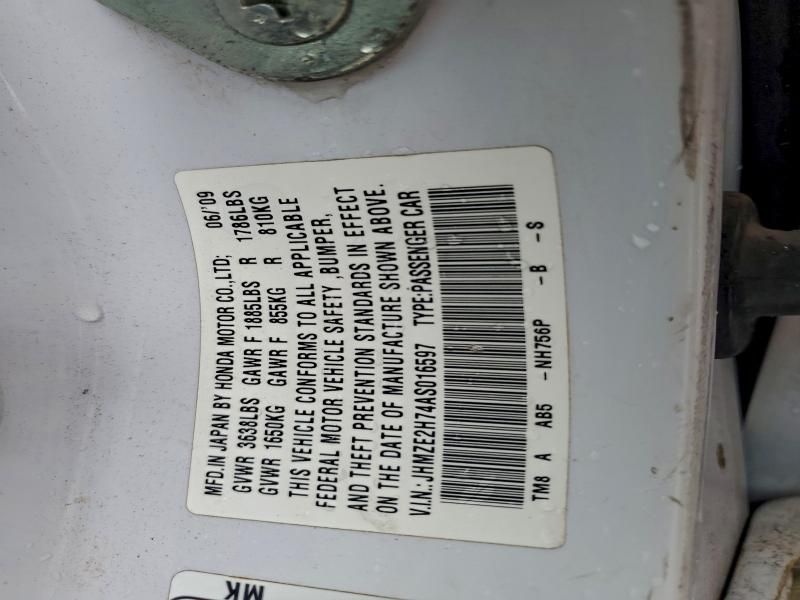 MFD.IN JAPAN BY HONDA MOTOR CO.,LTD; 06/'09
GVWR 3638LBS GAWR F 1885LBS R 1786LBS
GVWR 1650KG GAWR F 855KG R 810KG
THIS VEHICLE CONFORMS TO ALL APPLICABLE
FEDERAL MOTOR VEHICLE SAFETY ,BUMPER,
AND THEFT PREVENTION STANDARDS IN EFFECT
ON THE DATE OF MANUFACTURE SHOWN ABOVE.
V.I.N.: JHMZE2H74AS016597 TYPE:PASSENGER CAR
TM8 A AB5 -NH756P -B -S
MK